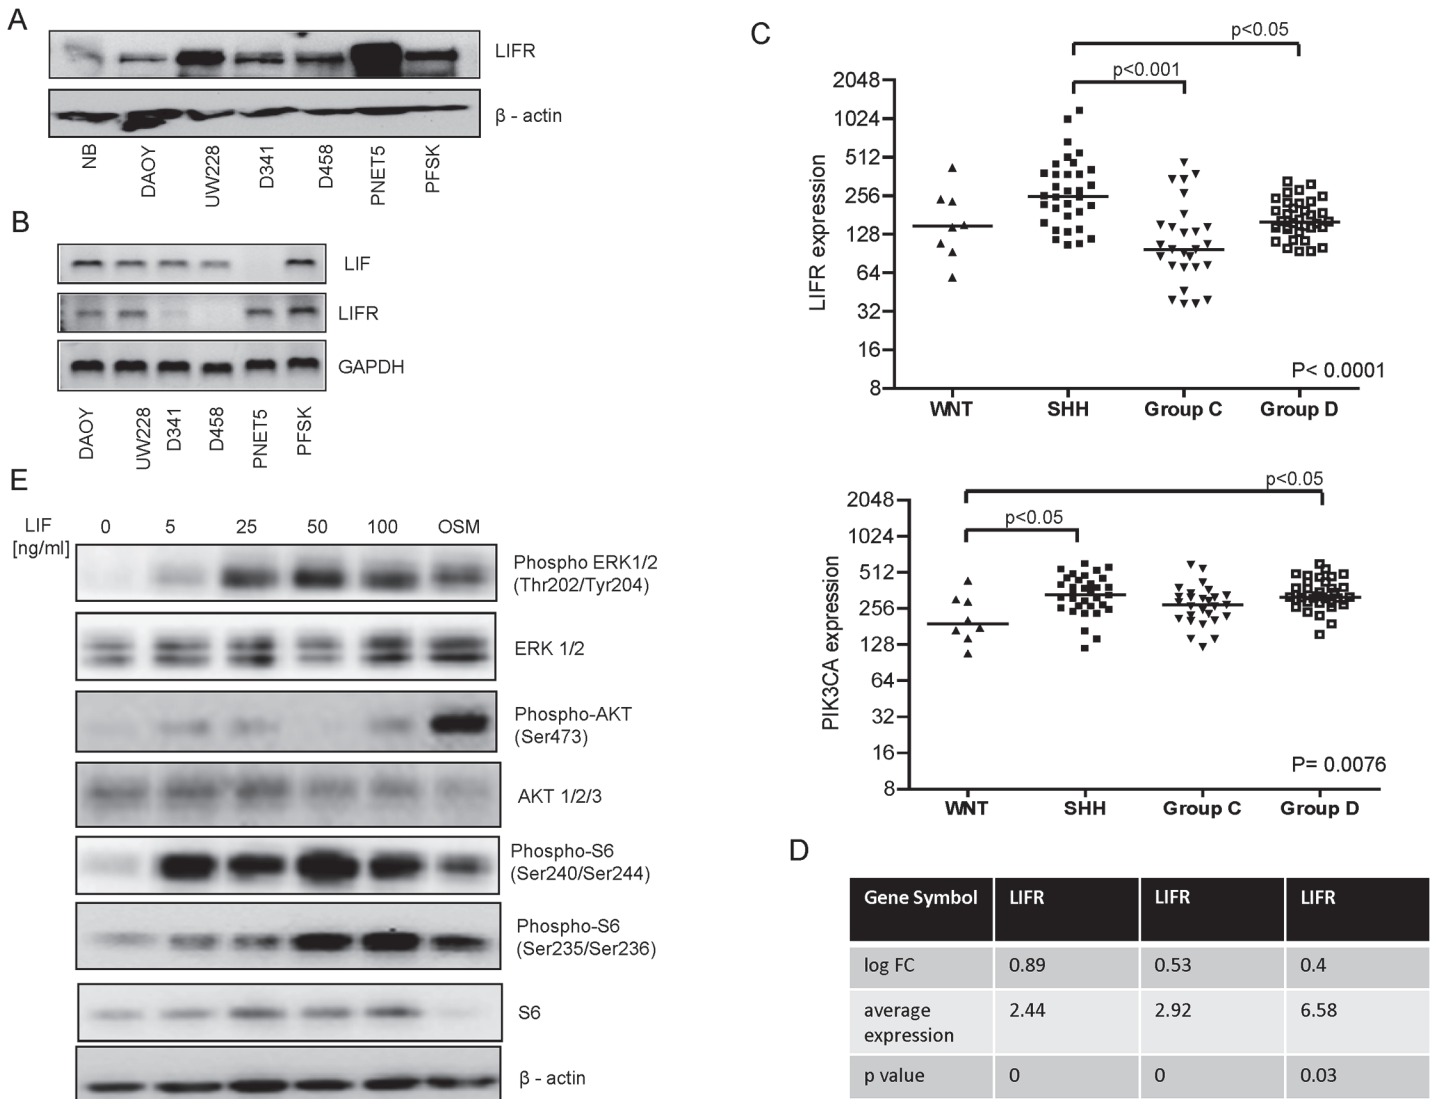 A
LIFR
β - actin
NB
DAOY
UW228
D341
D458
PNET5
PFSK
B
LIF
LIFR
GAPDH
DAOY
UW228
D341
D458
PNET5
PFSK
C
p<0.05
p<0.001
LIFR expression
2048
1024
512
256
128
64
32
16
8
P< 0.0001
WNT
SHH
Group C
Group D
p<0.05
p<0.05
PIK3CA expression
2048
1024
512
256
128
64
32
16
8
P= 0.0076
WNT
SHH
Group C
Group D
D
Gene Symbol LIFR LIFR LIFR
log FC 0.89 0.53 0.4
average
expression
2.44 2.92 6.58
p value 0 0 0.03
E
LIF
[ng/ml]
0 5 25 50 100 OSM
Phospho ERK1/2
(Thr202/Tyr204)
ERK 1/2
Phospho-AKT
(Ser473)
AKT 1/2/3
Phospho-S6
(Ser240/Ser244)
Phospho-S6
(Ser235/Ser236)
S6
β - actin